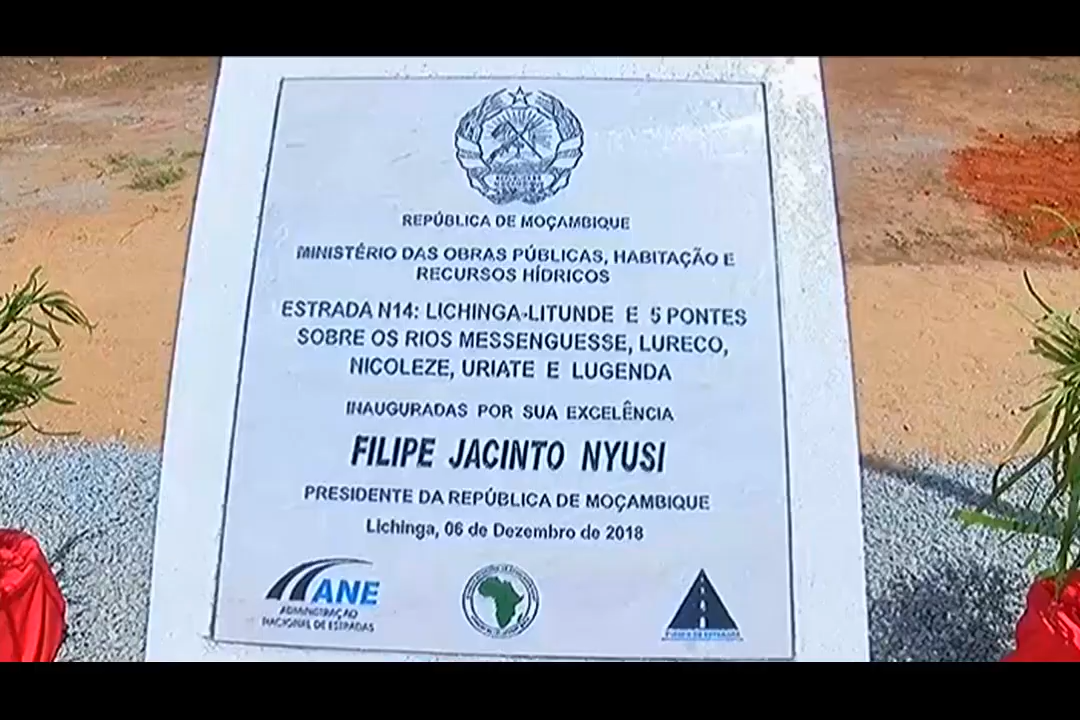 REPÚBLICA DE MOÇAMBIQUE
MINISTÉRIO DAS OBRAS PÚBLICAS, HABITAÇÃO E
RECURSOS HÍDRICOS
ESTRADA N14: LICHINGA-LITUNDE E 5 PONTES
SOBRE OS RIOS MESSENGUESSE, LURECO,
NICOLEZE, URIATE E LUGENDA
INAUGURADAS POR SUA EXCELÊNCIA
FILIPE JACINTO NYUSI
PRESIDENTE DA REPÚBLICA DE MOÇAMBIQUE
Lichinga, 06 de Dezembro de 2018
ANE
ADMINISTRAÇÃO
NACIONAL DE ESTRADAS